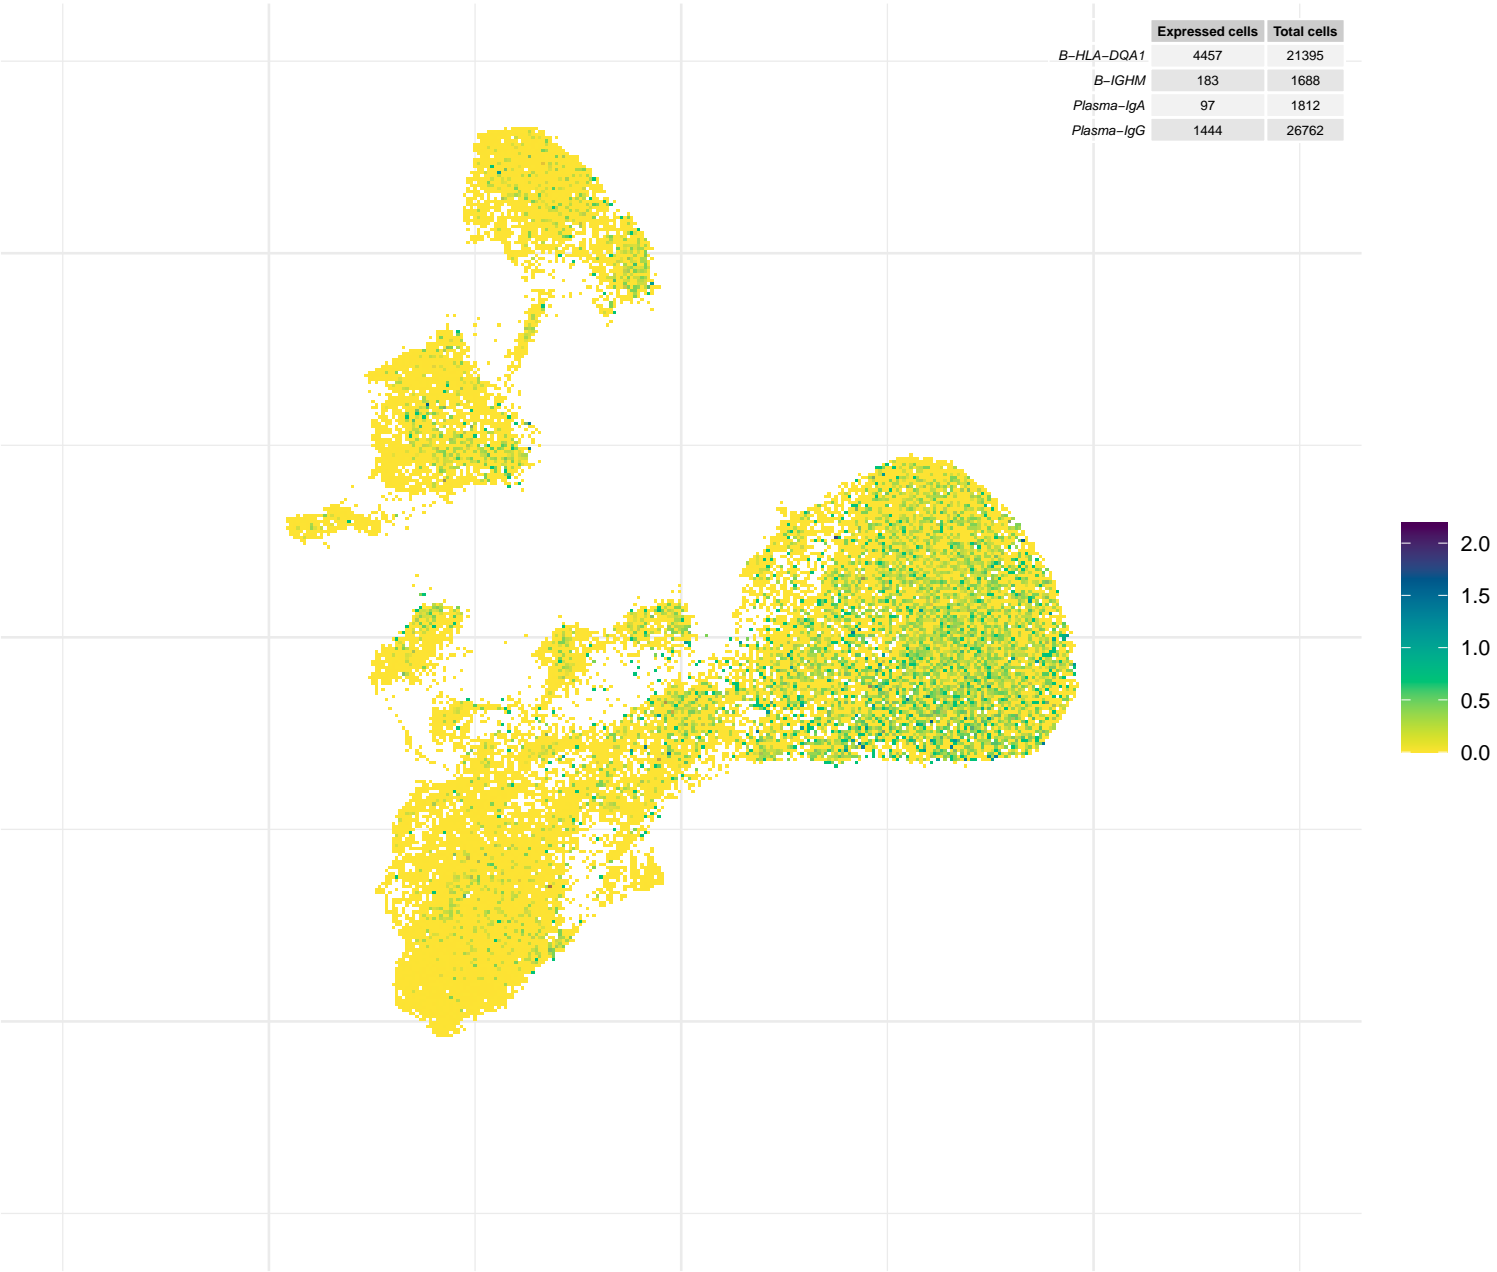 Expressed cells Total cells
B−HLA−DQA1 4457 21395
B−IGHM 183 1688
Plasma−IgA 97 1812
Plasma−IgG 1444 26762
2.0
1.5
1.0
0.5
0.0